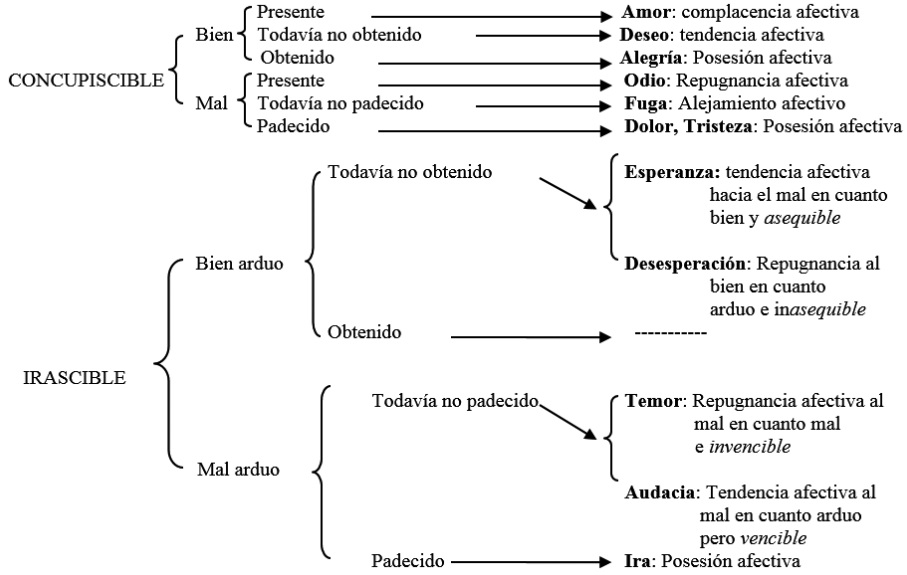 Presente Amor: complacencia afectiva
Bien Todavía no obtenido Deseo: tendencia afectiva
Obtenido Alegría: Posesión afectiva
CONCUPISCIBLE Presente Odio: Repugnancia afectiva
Mal Todavía no padecido Fuga: Alejamiento afectivo
Padecido Dolor, Tristeza: Posesión afectiva
Todavía no obtenido Esperanza: tendencia afectiva
hacia el mal en cuanto
bien y asequible
Bien arduo Desesperación: Repugnancia al
bien en cuanto
arduo e inasequible
Obtenido -----------
IRASCIBLE
Todavía no padecido Temor: Repugnancia afectiva al
mal en cuanto mal
e invencible
Mal arduo
Audacia: Tendencia afectiva al
mal en cuanto arduo
pero vencible
Padecido Ira: Posesión afectiva